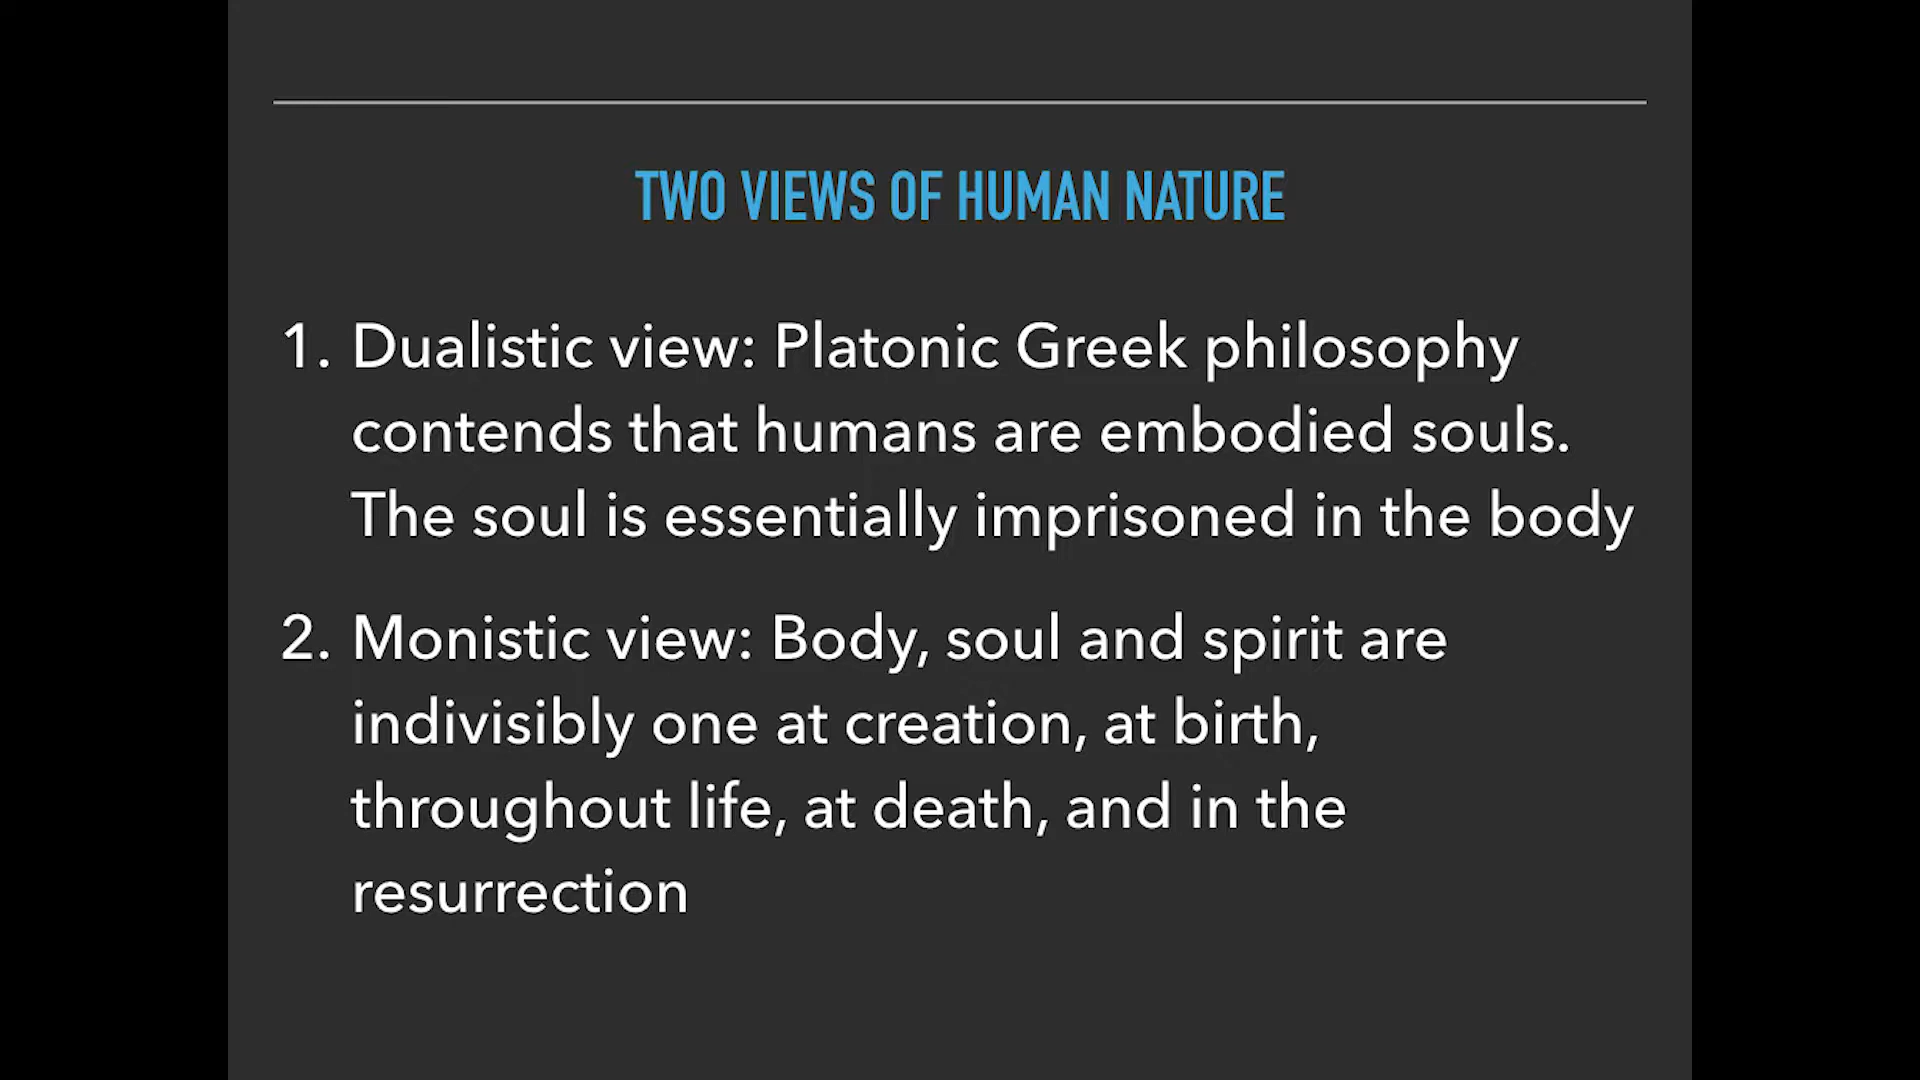 TWO VIEWS OF HUMAN NATURE
1. Dualistic view: Platonic Greek philosophy
contends that humans are embodied souls.
The soul is essentially imprisoned in the body
2. Monistic view: Body, soul and spirit are
indivisibly one at creation, at birth,
throughout life, at death, and in the
resurrection